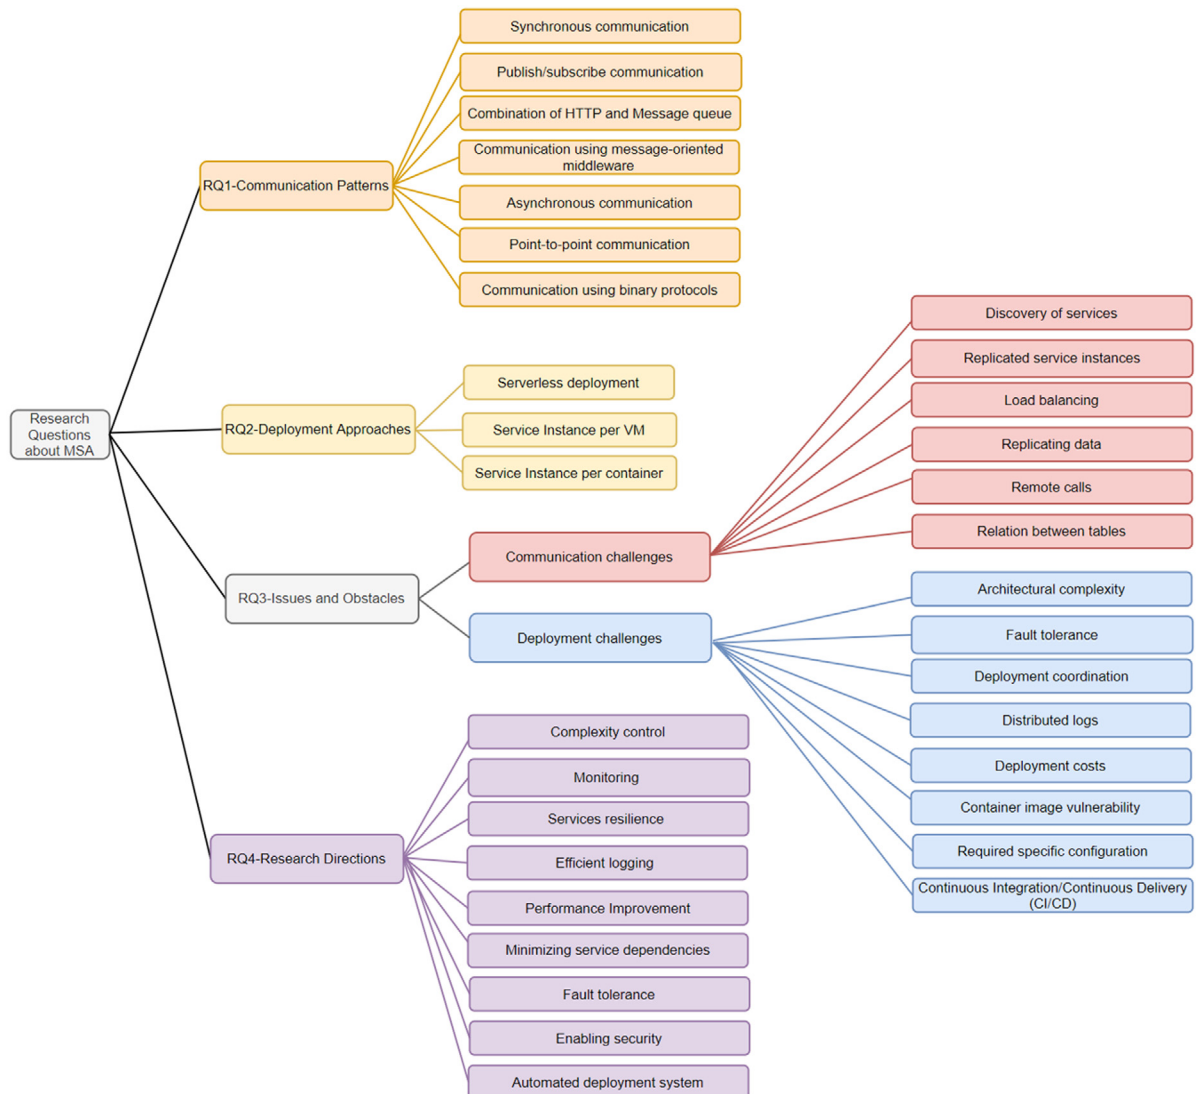 Research
Questions
about MSA
RQ1-Communication Patterns
Synchronous communication
Publish/subscribe communication
Combination of HTTP and Message queue
Communication using message-oriented
middleware
Asynchronous communication
Point-to-point communication
Communication using binary protocols
RQ2-Deployment Approaches
Serverless deployment
Service Instance per VM
Service Instance per container
RQ3-Issues and Obstacles
Communication challenges
Discovery of services
Replicated service instances
Load balancing
Replicating data
Remote calls
Relation between tables
Deployment challenges
Architectural complexity
Fault tolerance
Deployment coordination
Distributed logs
Deployment costs
Container image vulnerability
Required specific configuration
Continuous Integration/Continuous Delivery
(CI/CD)
RQ4-Research Directions
Complexity control
Monitoring
Services resilience
Efficient logging
Performance Improvement
Minimizing service dependencies
Fault tolerance
Enabling security
Automated deployment system